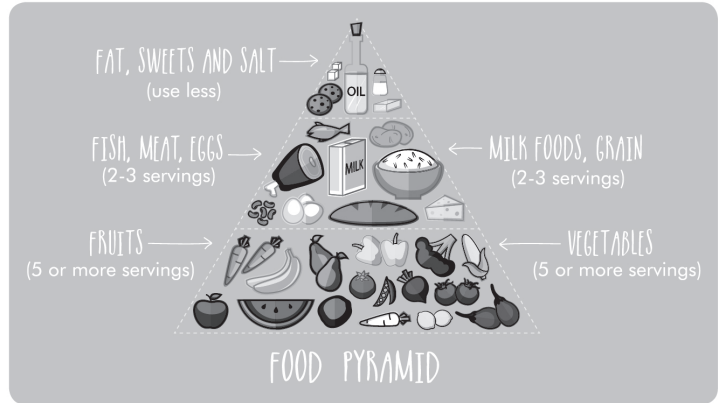 FAT, SWEETS AND SALT
(use less)
OIL
FISH, MEAT, EGGS
(2-3 servings)
MILK
MILK FOODS, GRAIN
(2-3 servings)
FRUITS
(5 or more servings)
VEGETABLES
(5 or more servings)
FOOD PYRAMID